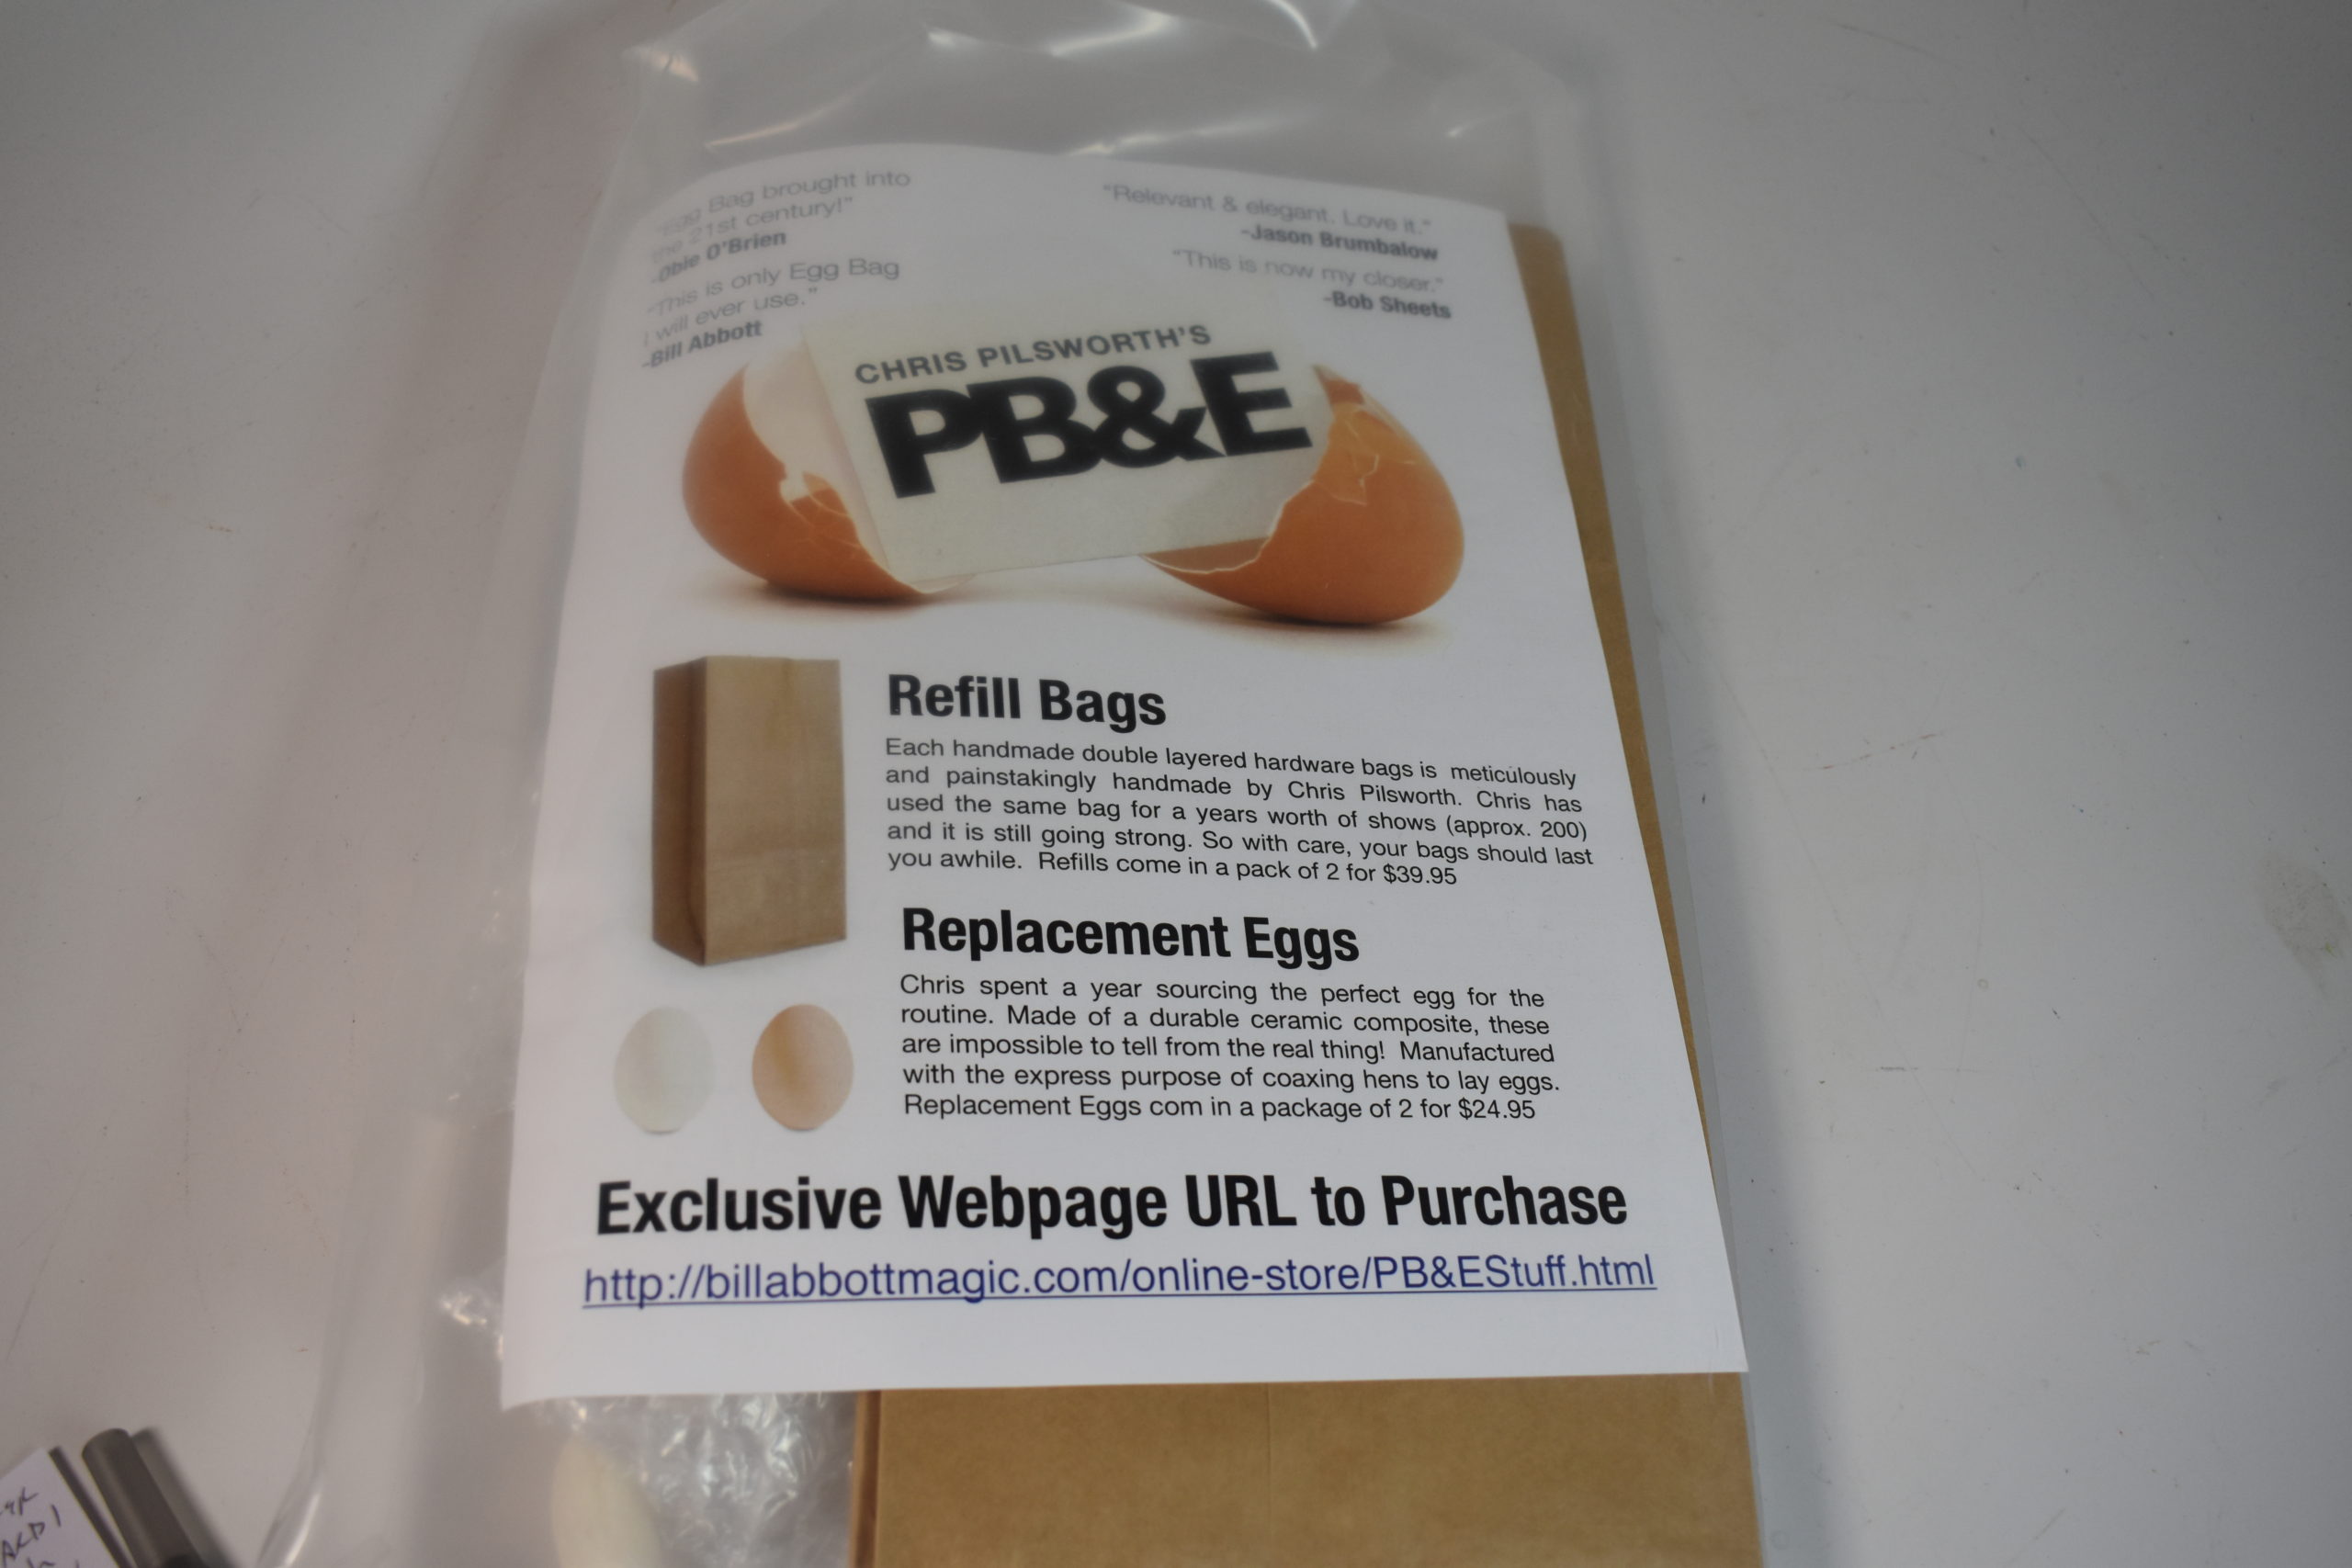 "Egg Bag brought into
the 21st century!"
-Obie O'Brien
"This is only Egg Bag
I will ever use."
-Bill Abbott
"Relevant & elegant. Love it."
-Jason Brumbalow
"This is now my closer."
-Bob Sheets
CHRIS PILSWORTH'S
PB&E
Refill Bags
Each handmade double layered hardware bags is meticulously
and painstakingly handmade by Chris Pilsworth. Chris has
used the same bag for a years worth of shows (approx. 200)
and it is still going strong. So with care, your bags should last
you awhile. Refills come in a pack of 2 for $39.95
Replacement Eggs
Chris spent a year sourcing the perfect egg for the
routine. Made of a durable ceramic composite, these
are impossible to tell from the real thing! Manufactured
with the express purpose of coaxing hens to lay eggs.
Replacement Eggs com in a package of 2 for $24.95
Exclusive Webpage URL to Purchase
http://billabbottmagic.com/online-store/PB&EStuff.html